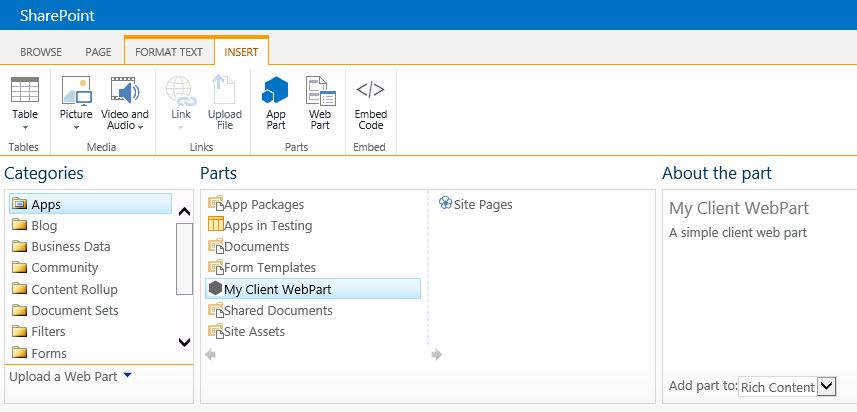 SharePoint
BROWSE PAGE FORMAT TEXT INSERT
Table
Picture
Video and
Audio
Link
Upload
File
App
Part
Web
Part
Embed
Code
Tables
Media
Links
Parts
Embed
Categories
Apps
Blog
Business Data
Community
Content Rollup
Document Sets
Filters
Forms
Upload a Web Part
Parts
App Packages
Apps in Testing
Documents
Form Templates
My Client WebPart
Shared Documents
Site Assets
Site Pages
About the part
My Client WebPart
A simple client web part
Add part to: Rich Content